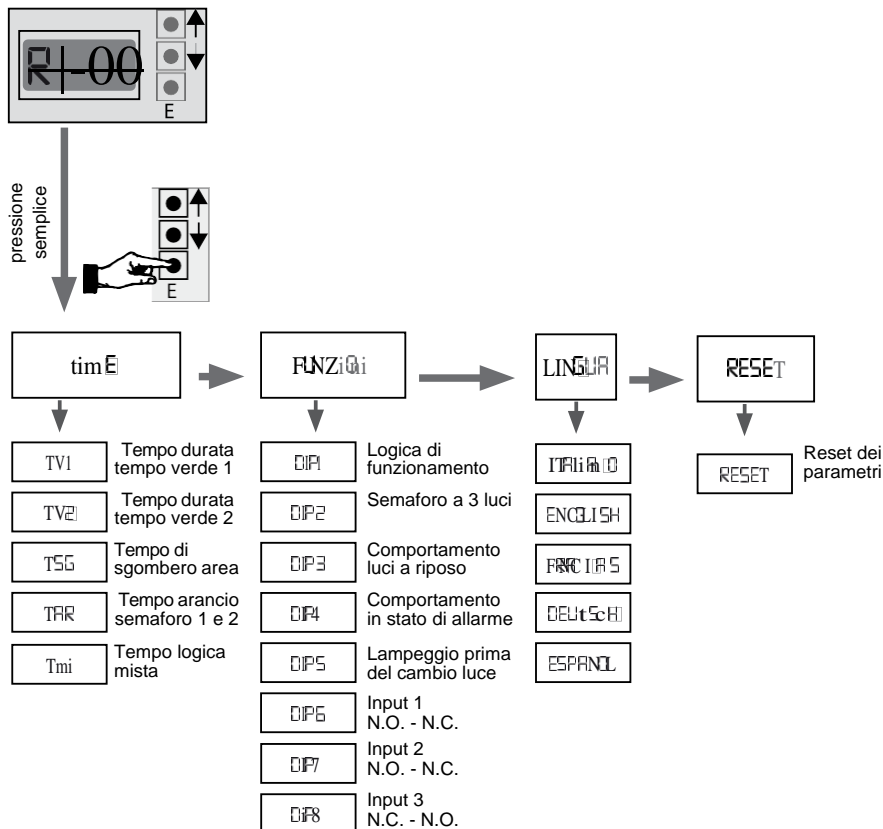 R-00
E
pressione
semplice
E
timE
FUNZiOni
LINGUA
RESET
TV1
Tempo durata
tempo verde 1
TV2
Tempo durata
tempo verde 2
TSG
Tempo di
sgombero area
TAR
Tempo arancio
semaforo 1 e 2
Tmi
Tempo logica
mista
DIP1
Logica di
funzionamento
DIP2
Semaforo a 3 luci
DIP3
Comportamento
luci a riposo
DIP4
Comportamento
in stato di allarme
DIP5
Lampeggio prima
del cambio luce
DIP6
Input 1
N.O. - N.C.
DIP7
Input 2
N.O. - N.C.
DiP8
Input 3
N.C. - N.O.
ITAliAnO
ENGLISH
DEUtScH
ESPANOL
RESET
Reset dei
parametri